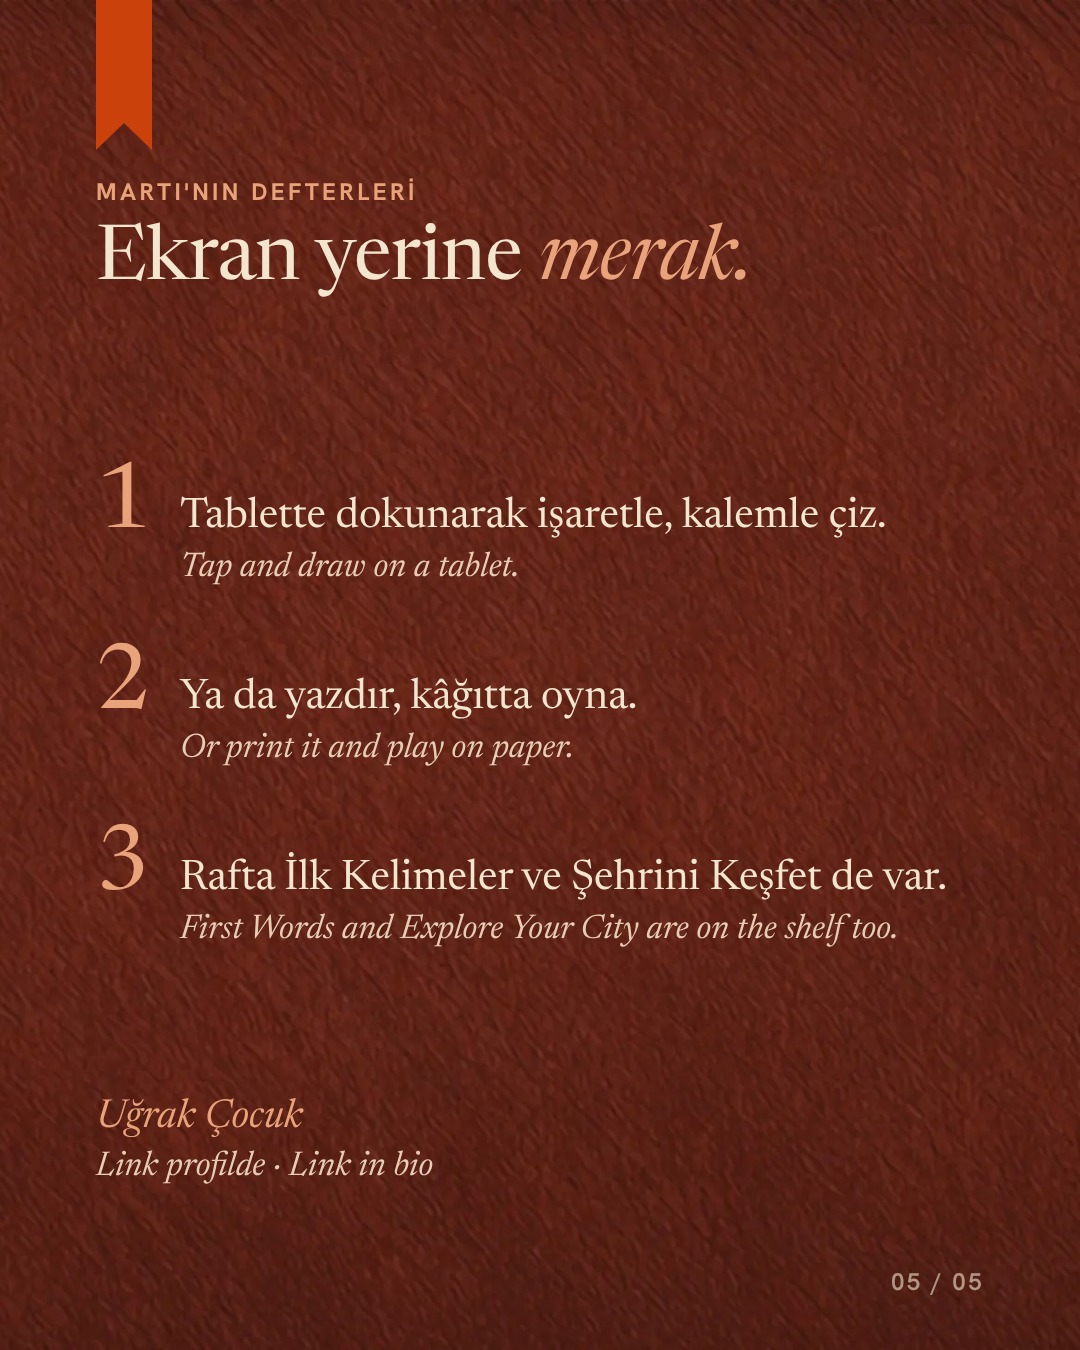 MARTI'NIN DEFTERLERİ
Ekran yerine merak.
1 Tablette dokunarak işaretle, kalemle çiz.
Tap and draw on a tablet.
2 Ya da yazdır, kâğıtta oyna.
Or print it and play on paper.
3 Rafta İlk Kelimeler ve Şehrini Keşfet de var.
First Words and Explore Your City are on the shelf too.
Uğrak Çocuk
Link profilde · Link in bio
05 / 05